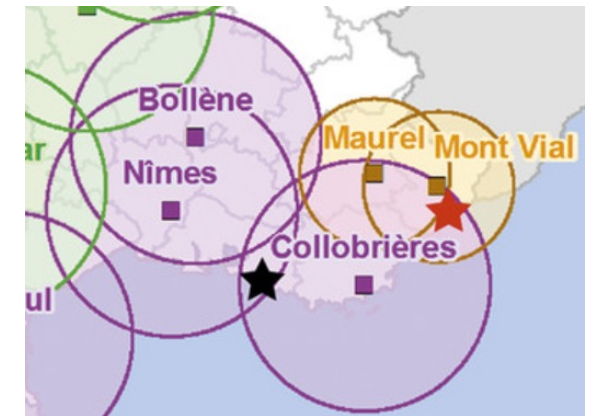 Bollène
Maurel
Mont Vial
ar
Nîmes
Collobrières
ul